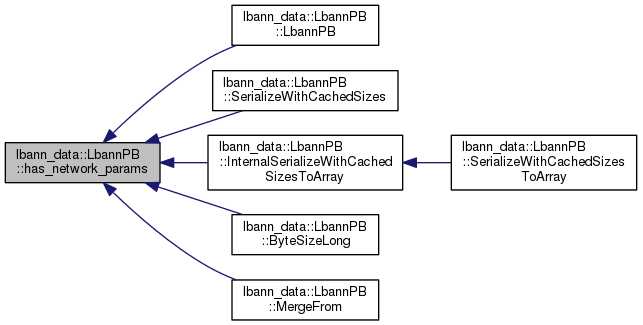 lbann_data::LbannPB
::LbannPB
lbann_data::LbannPB
::SerializeWithCachedSizes
lbann_data::LbannPB
::has_network_params
lbann_data::LbannPB
::InternalSerializeWithCached
SizesToArray
lbann_data::LbannPB
::SerializeWithCachedSizes
ToArray
lbann_data::LbannPB
::ByteSizeLong
lbann_data::LbannPB
::MergeFrom